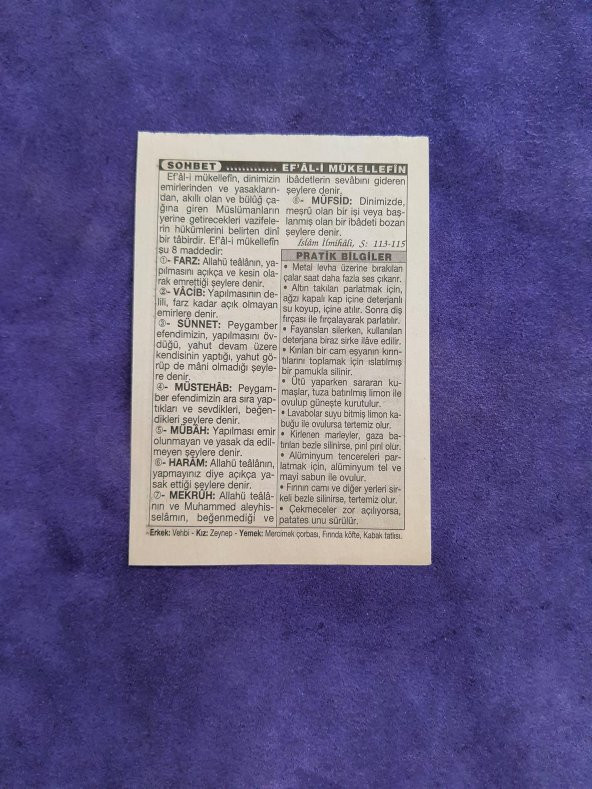 SOHBET ............. EF'ÂL-İ MÜKELLEFÎN
Ef'âl-i mükellefîn, dinimizin
emirlerinden ve yasakların-
dan, akıllı olan ve bülûğ ça-
ğına giren Müslümanların
yerine getirecekleri vazifele-
rin hükümlerini belirten dinî
bir tâbirdir. Ef'âl-i mükellefîn
şu 8 maddedir:
①- FARZ: Allahü teâlânın, ya-
pılmasını açıkça ve kesin ola-
rak emrettiği şeylere denir.
②- VÂCİB: Yapılmasının de-
lili, farz kadar açık olmayan
emirlere denir.
③- SÜNNET: Peygamber
efendimizin, yapılmasını öv-
düğü, yahut devam üzere
kendisinin yaptığı, yahut gö-
rüp de mâni olmadığı şeyle-
re denir.
④- MÜSTEHÂB: Peygam-
ber efendimizin ara sıra yap-
tıkları ve sevdikleri, beğen-
dikleri şeylere denir.
⑤- MÜBÂH: Yapılması emir
olunmayan ve yasak da edil-
meyen şeylere denir.
⑥- HARÂM: Allahü teâlânın,
yapmayınız diye açıkça ya-
sak ettiği şeylere denir.
⑦- MEKRÛH: Allahü teâlâ-
nın ve Muhammed aleyhis-
selâmın, beğenmediği ve
ibâdetlerin sevâbını gideren
şeylere denir.
⑧- MÜFSİD: Dinimizde,
meşrû olan bir işi veya baş-
lanmış olan bir ibâdeti bozan
şeylere denir.
İslâm İlmihâli, S: 113-115
PRATİK BİLGİLER
• Metal levha üzerine bırakılan
çalar saat daha fazla ses çıkarır.
• Altın takıları parlatmak için,
ağzı kapalı kap içine deterjanlı
su koyup, içine atılır. Sonra diş
fırçası ile fırçalayarak parlatılır.
• Fayansları silerken, kullanılan
deterjana biraz sirke ilâve edilir.
• Kırılan bir cam eşyanın kırın-
tılarını toplamak için ıslatılmış
bir pamukla silinir.
• Ütü yaparken sararan ku-
maşlar, tuza batırılmış limon ile
ovulup güneşte kurutulur.
• Lavabolar suyu bitmiş limon ka-
buğu ile ovulursa tertemiz olur.
• Kirlenen marleyler, gaza ba-
tırılan bezle silinirse, pırıl pırıl olur.
• Alüminyum tencereleri par-
latmak için, alüminyum tel ve
mayi sabun ile ovulur.
• Fırının camı ve diğer yerleri sir-
keli bezle silinirse, tertemiz olur.
• Çekmeceler zor açılıyorsa,
patates unu sürülür.
Erkek: Vehbi - Kız: Zeynep - Yemek: Mercimek çorbası, Fırında köfte, Kabak tatlısı.